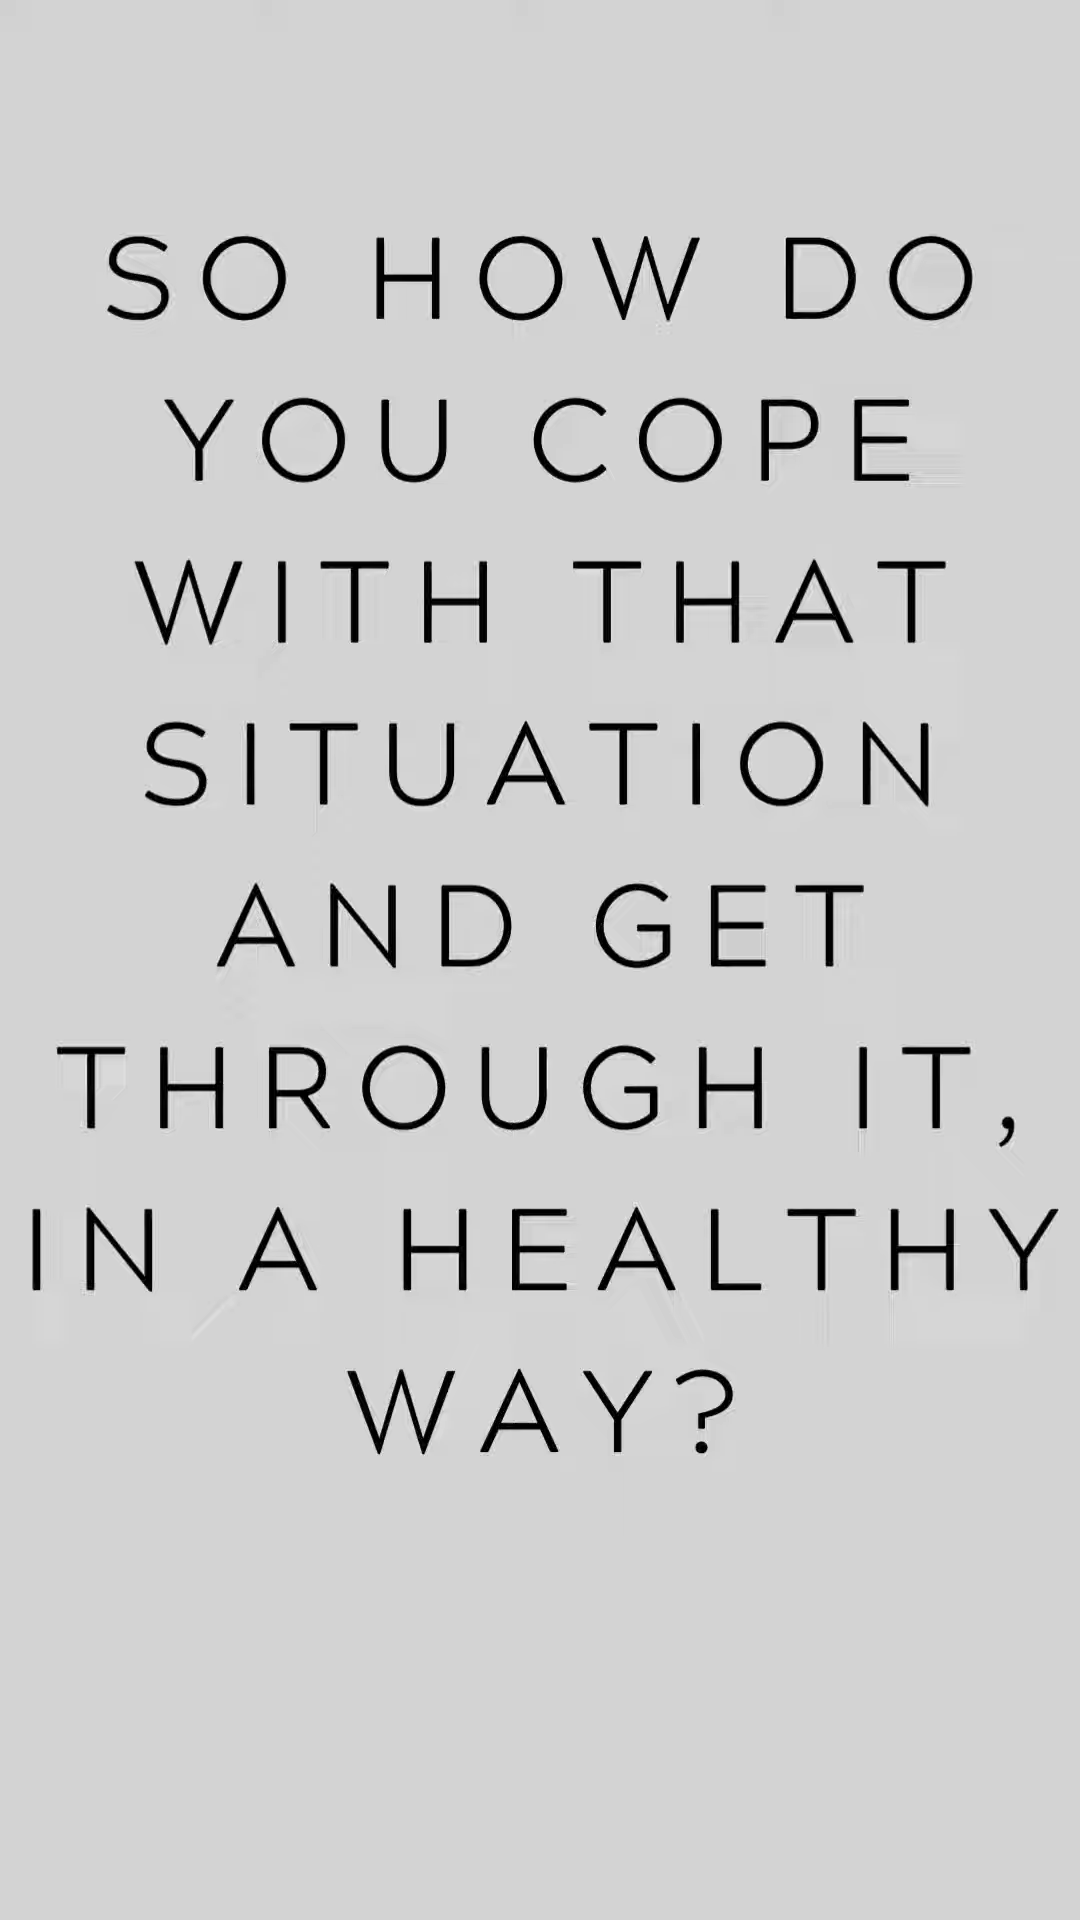 SO HOW DO
YOU COPE
WITH THAT
SITUATION
AND GET
THROUGH IT,
IN A HEALTHY
WAY?